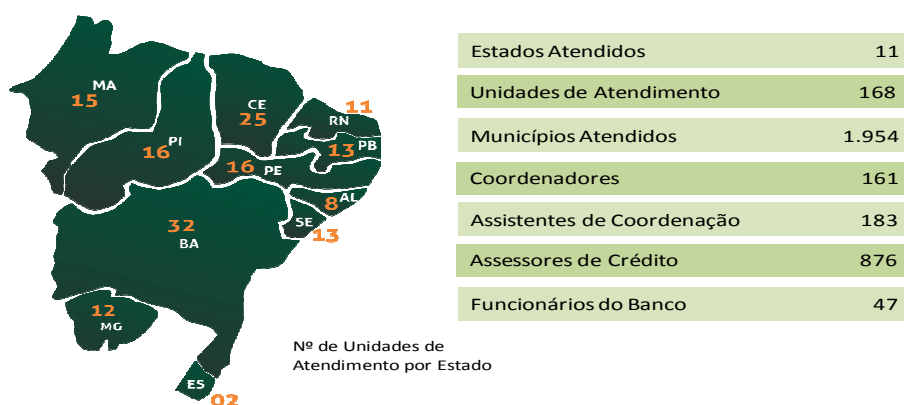 MA
15
PI
16
CE
25
11
RN
13 PB
16 PE
8 AL
SE
13
32
BA
12
MG
ES
02
Nº de Unidades de
Atendimento por Estado
Estados Atendidos 11
Unidades de Atendimento 168
Municípios Atendidos 1.954
Coordenadores 161
Assistentes de Coordenação 183
Assessores de Crédito 876
Funcionários do Banco 47